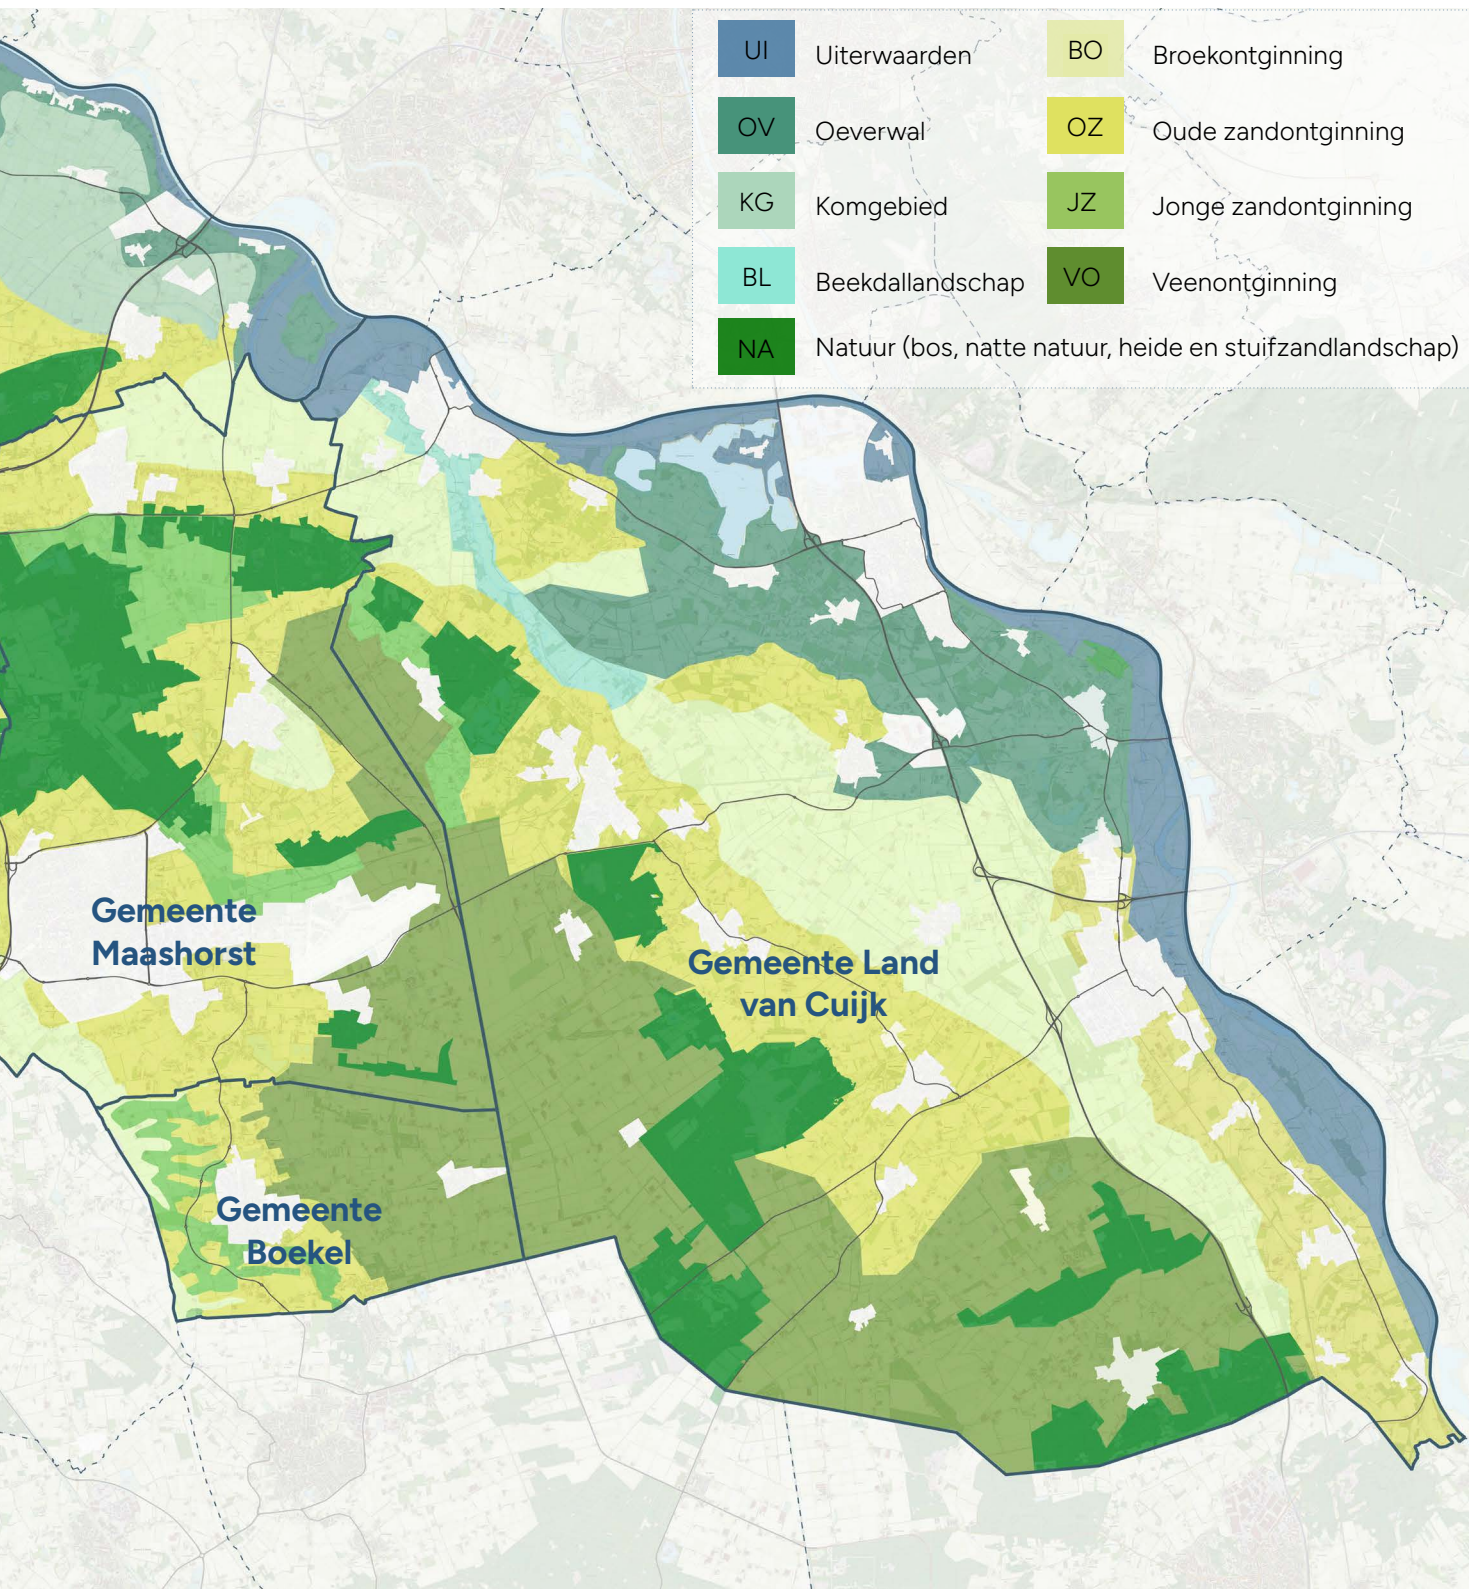 UI Uiterwaarden BO Broekontginning
OV Oeverwal OZ Oude zandontginning
KG Komgebied JZ Jonge zandontginning
BL Beekdallandschap VO Veenontginning
NA Natuur (bos, natte natuur, heide en stuifzandlandschap)
Gemeente
Maashorst
Gemeente Land
van Cuijk
Gemeente
Boekel